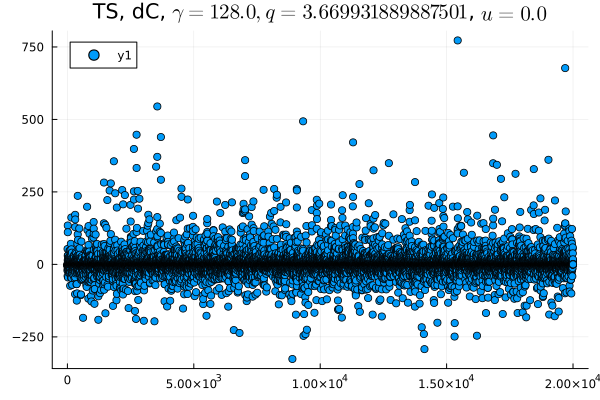 TS, dC, γ = 128.0, q = 3.669931889887501, u = 0.0
y1
750
500
250
0
−250
0 5.00×10³ 1.00×10⁴ 1.50×10⁴ 2.00×10⁴